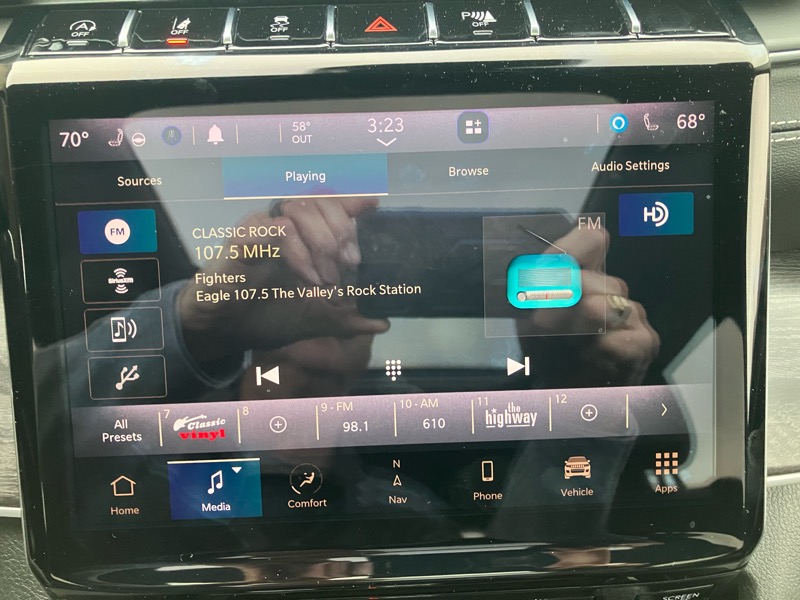 OFF
OFF
OFF
P OFF
70°
58°
OUT
3:23
68°
Sources
Playing
Browse
Audio Settings
FM
CLASSIC ROCK
107.5 MHz
Fighters
Eagle 107.5 The Valley's Rock Station
FM
HD
SiriusXM
All
Presets
7
Classic
vinyl
8
9 - FM
98.1
10 - AM
610
11
the
highway
12
Home
Media
Comfort
N
Nav
Phone
Vehicle
Apps
SCREEN